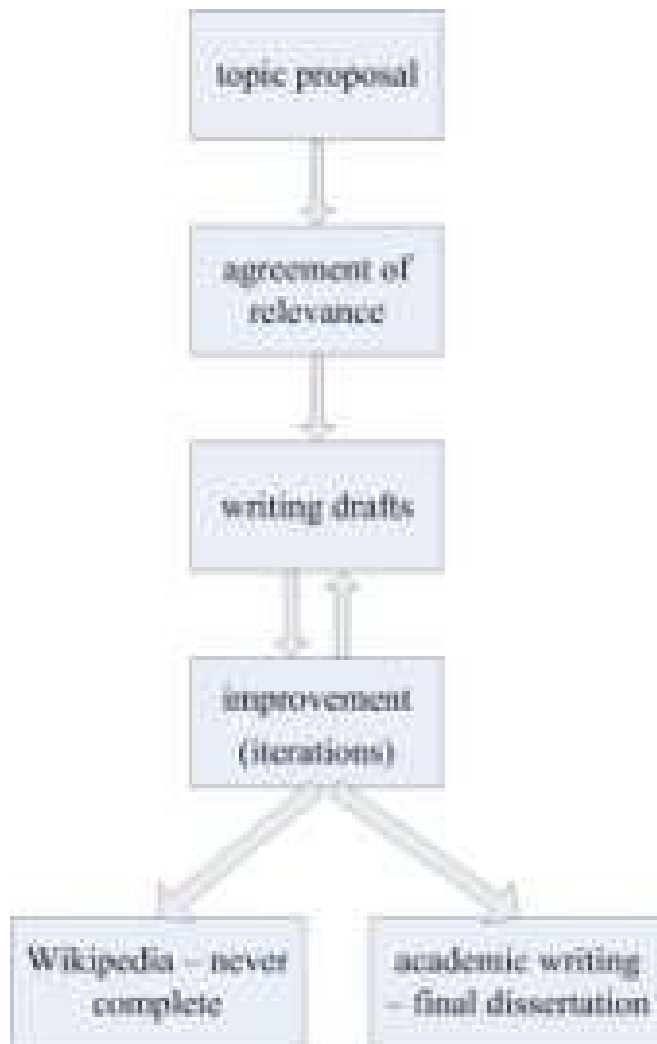 topic proposal
agreement of
relevance
writing drafts
improvement
(iterations)
Wikipedia – never
complete
academic writing
– final dissertation